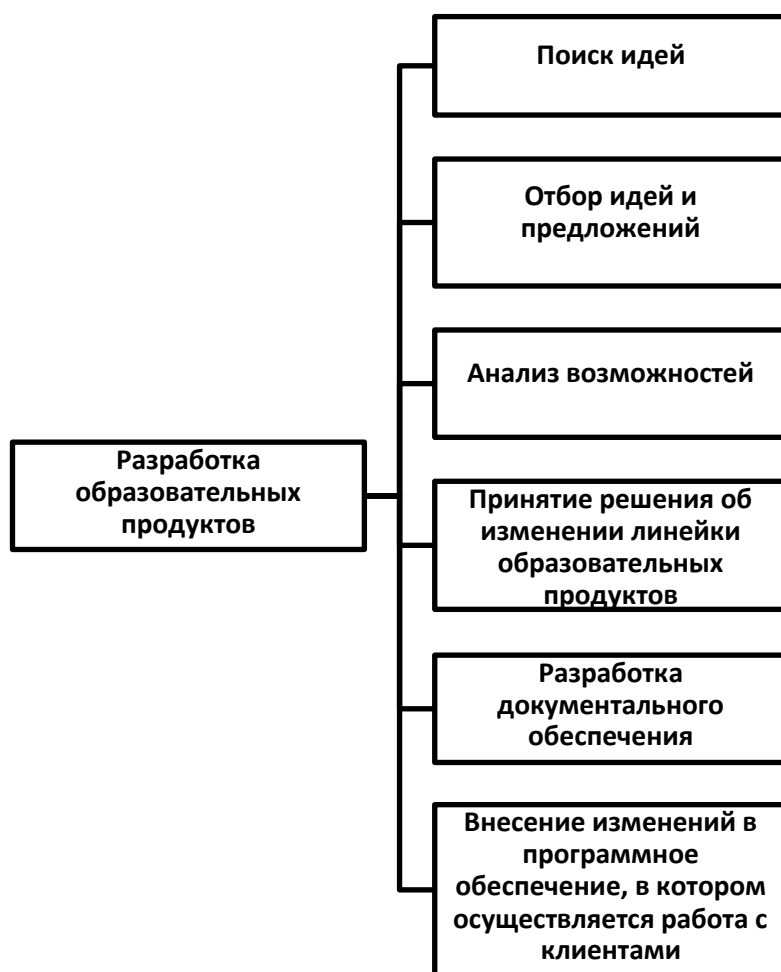 Поиск идей
Отбор идей и
предложений
Анализ возможностей
Разработка
образовательных
продуктов
Принятие решения об
изменении линейки
образовательных
продуктов
Разработка
документального
обеспечения
Внесение изменений в
программное
обеспечение, в котором
осуществляется работа с
клиентами